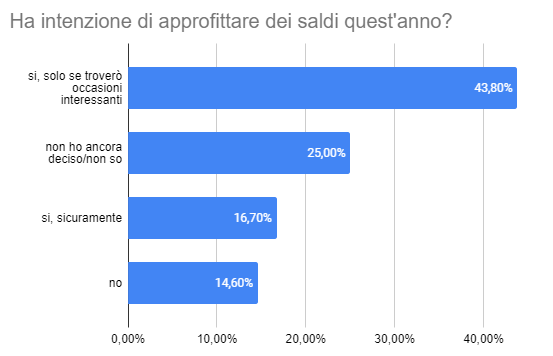 Ha intenzione di approfittare dei saldi quest'anno?
si, solo se troverò
occasioni
interessanti
43,80%
non ho ancora
deciso/non so
25,00%
si, sicuramente
16,70%
no
14,60%
0,00%
10,00%
20,00%
30,00%
40,00%